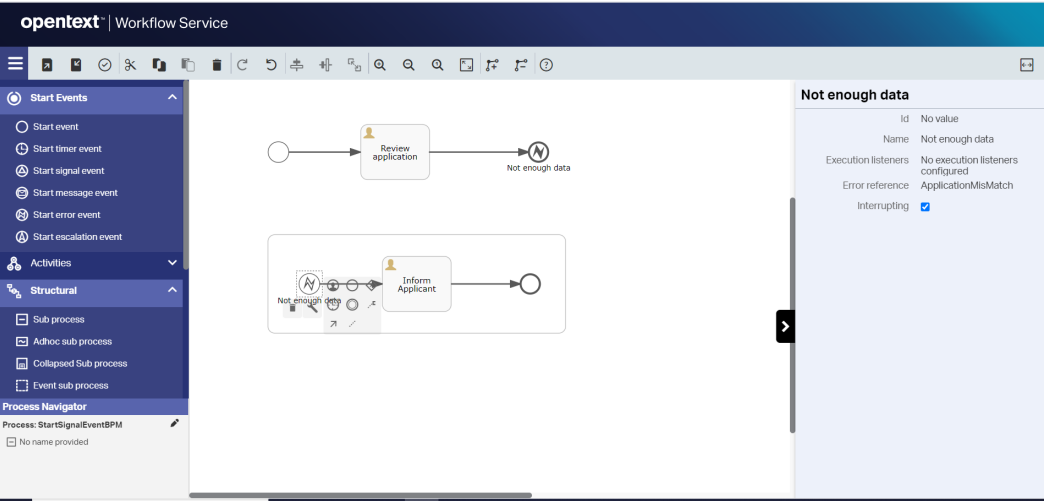 opentext™ | Workflow Service
Start Events
Start event
Start timer event
Start signal event
Start message event
Start error event
Start escalation event
Activities
Structural
Sub process
Adhoc sub process
Collapsed Sub process
Event sub process
Process Navigator
Process: StartSignalEventBPM
No name provided
Review
application
Not enough data
Inform
Applicant
Not enough data
Not enough data
Id No value
Name Not enough data
Execution listeners No execution listeners
configured
Error reference ApplicationMisMatch
Interrupting